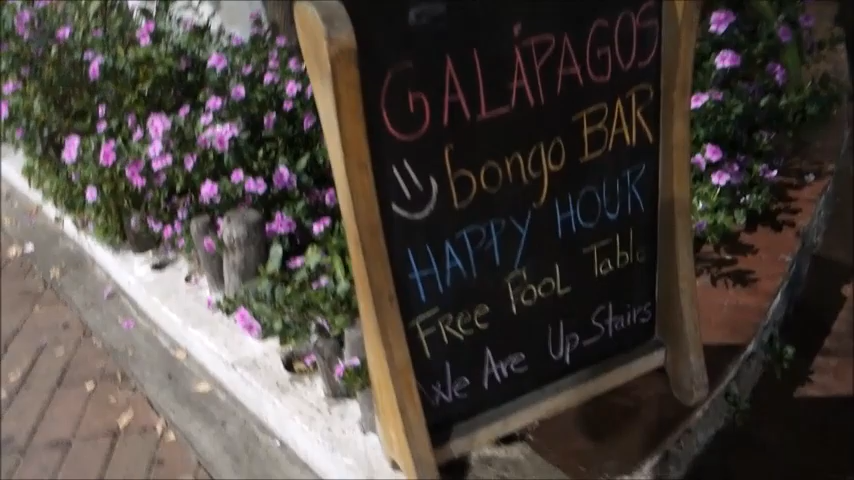 GALÁPAGOS
bongo BAR
HAPPY HOUR
FREE POOL Table
We Are Up Stairs